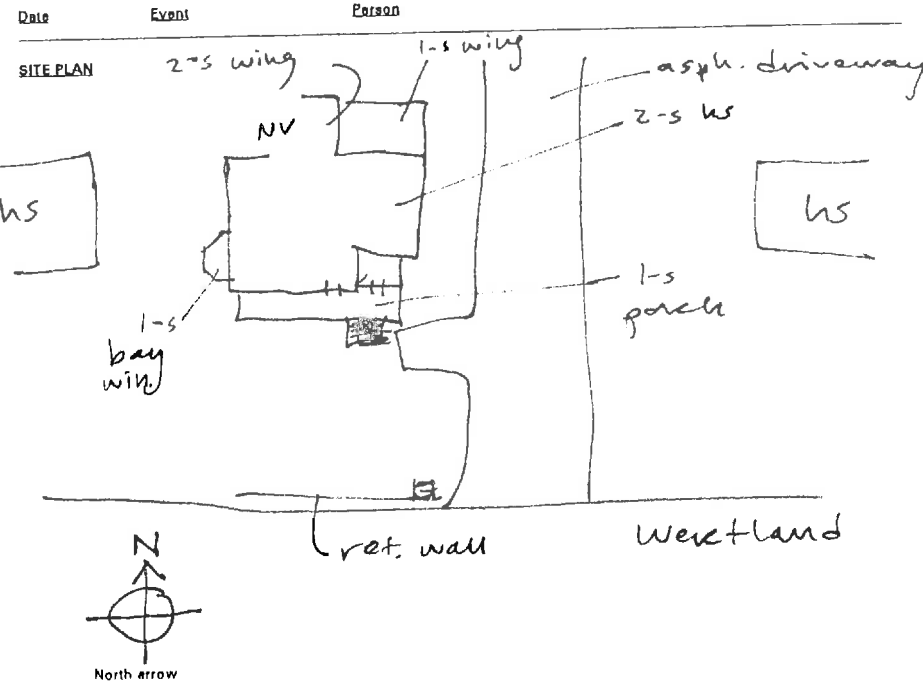 Date Event Person
SITE PLAN
2-s wing
1-s wing
asph. driveway
NV
2-s hs
hs
hs
1-s
porch
1-s
bay
win.
ret. wall
Wertland
N
North arrow